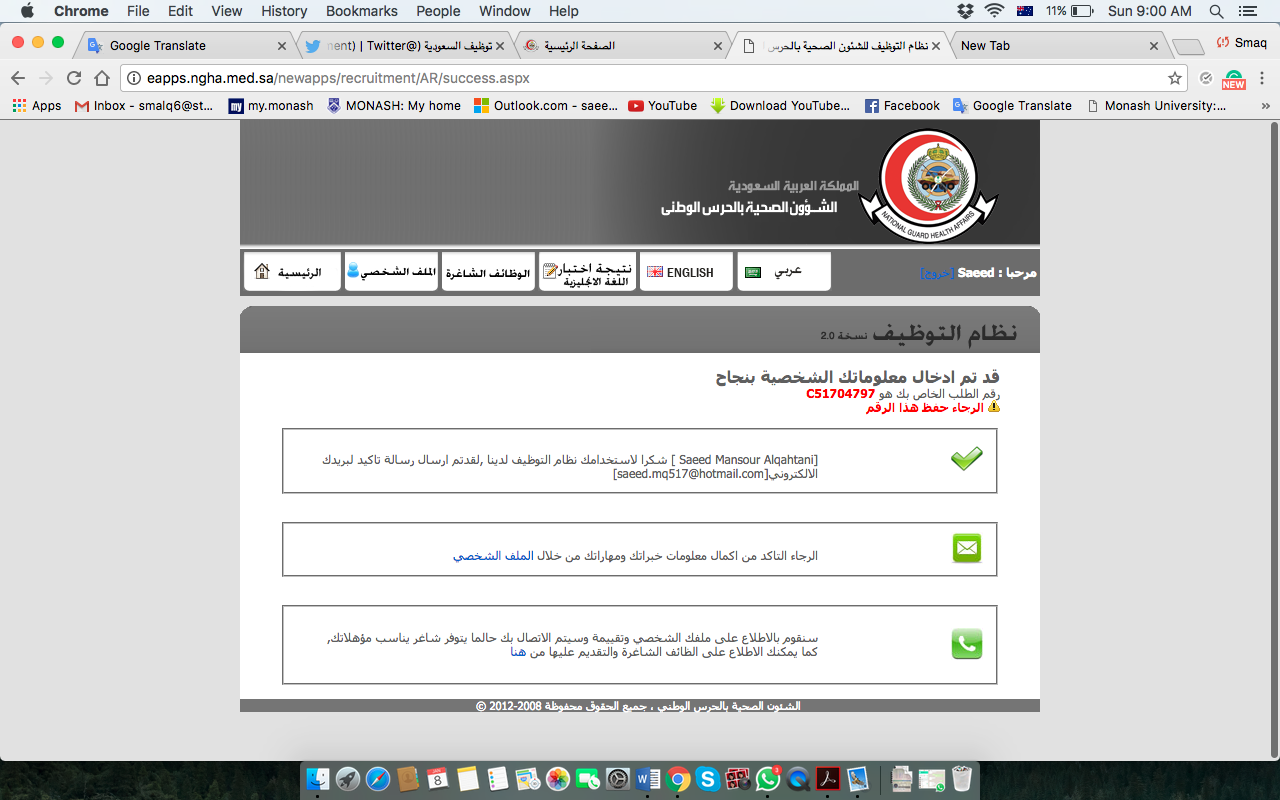 Chrome File Edit View History Bookmarks People Window Help 11% Sun 9:00 AM
Google Translate
توظيف السعودية (@Twitter | (ment
الصفحة الرئيسية
نظام التوظيف للشئون الصحية بالحرس
New Tab
Smaq
eapps.ngha.med.sa/newapps/recruitment/AR/success.aspx
NEW
Apps Inbox - smalq6@st... my my.monash MONASH: My home Outlook.com - saee... YouTube Download YouTube... Facebook Google Translate Monash University:... »
المملكة العربية السعودية
الشؤون الصحية بالحرس الوطني
NATIONAL GUARD HEALTH AFFAIRS
مرحبا : Saeed [خروج]
عربي
ENGLISH
نتيجة اختبار
اللغة الانجليزية
الوظائف الشاغرة
الملف الشخصي
الرئيسية
نظام التوظيف نسخة 2.0
قد تم ادخال معلوماتك الشخصية بنجاح
رقم الطلب الخاص بك هو C51704797
الرجاء حفظ هذا الرقم
[Saeed Mansour Alqahtani ] شكرا لاستخدامك نظام التوظيف لدينا ,لقدتم ارسال رسالة تاكيد لبريدك
الالكتروني[saeed.mq517@hotmail.com]
الرجاء التاكد من اكمال معلومات خبراتك ومهاراتك من خلال الملف الشخصي
سنقوم بالاطلاع على ملفك الشخصي وتقييمة وسيتم الاتصال بك حالما يتوفر شاغر يناسب مؤهلاتك,
كما يمكنك الاطلاع على الظائف الشاغرة والتقديم عليها من هنا
الشئون الصحية بالحرس الوطني . جميع الحقوق محفوظة 2008-2012 ©
JAN
8
3